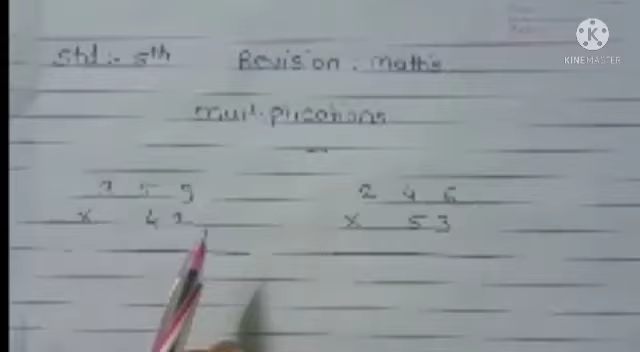 Std :- 5th Revision : maths
multiplications
2 4 6
x 5 3
KINEMASTER